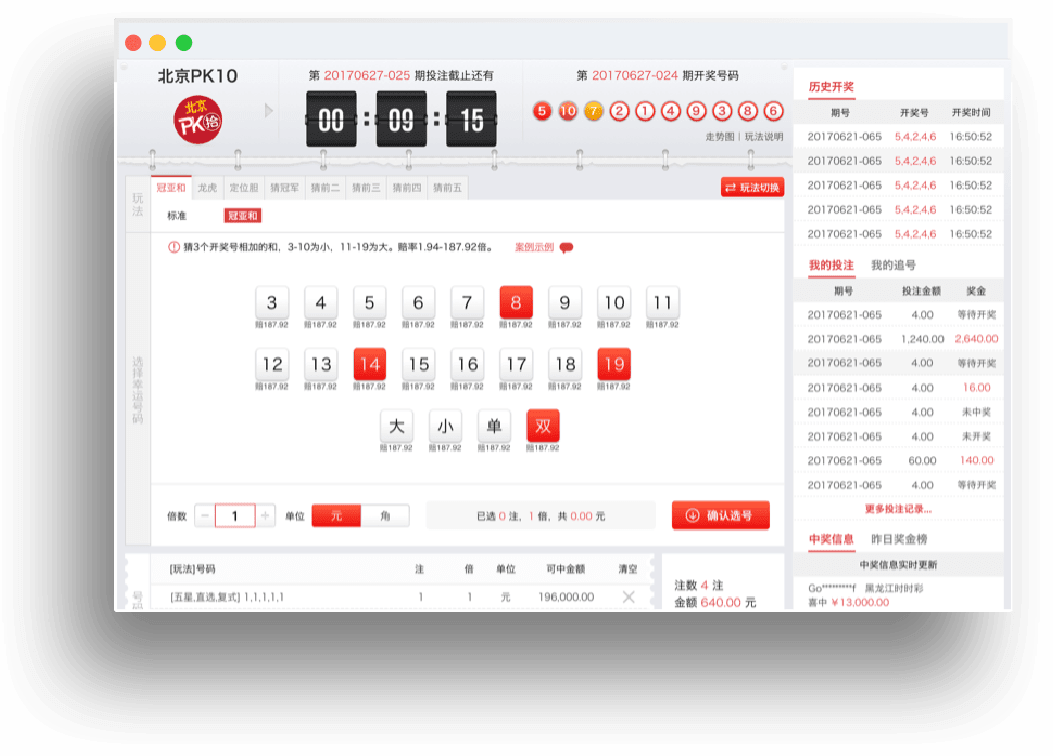 北京PK10
北京
PK拾
第 20170627-025 期投注截止还有
00 : 09 : 15
第 20170627-024 期开奖号码
5 10 7 2 1 4 9 3 8 6
走势图 | 玩法说明
玩法
冠亚和 龙虎 定位胆 猜冠军 猜前二 猜前三 猜前四 猜前五
玩法切换
标准 冠亚和
选择幸运号码
猜3个开奖号相加的和，3-10为小，11-19为大。赔率1.94-187.92倍。 案例示例
3 4 5 6 7 8 9 10 11
赔187.92 赔187.92 赔187.92 赔187.92 赔187.92 赔187.92 赔187.92 赔187.92 赔187.92
12 13 14 15 16 17 18 19
赔187.92 赔187.92 赔187.92 赔187.92 赔187.92 赔187.92 赔187.92 赔187.92
大 小 单 双
赔187.92 赔187.92 赔187.92 赔187.92
倍数 − 1 + 单位 元 角
已选 0 注，1 倍，共 0.00 元
确认选号
号码
[玩法]号码 注 倍 单位 可中金额 清空
[五星,直选,复式] 1,1,1,1,1 1 1 元 196,000.00
注数 4 注
金额 640.00 元
历史开奖
期号 开奖号 开奖时间
20170621-065 5,4,2,4,6 16:50:52
20170621-065 5,4,2,4,6 16:50:52
20170621-065 5,4,2,4,6 16:50:52
20170621-065 5,4,2,4,6 16:50:52
20170621-065 5,4,2,4,6 16:50:52
我的投注 我的追号
期号 投注金额 奖金
20170621-065 4.00 等待开奖
20170621-065 1,240.00 2,640.00
20170621-065 4.00 等待开奖
20170621-065 4.00 16.00
20170621-065 4.00 未中奖
20170621-065 4.00 未开奖
20170621-065 60.00 140.00
20170621-065 4.00 等待开奖
更多投注记录...
中奖信息 昨日奖金榜
中奖信息实时更新
Go*********f 黑龙江时时彩
喜中 ¥13,000.00